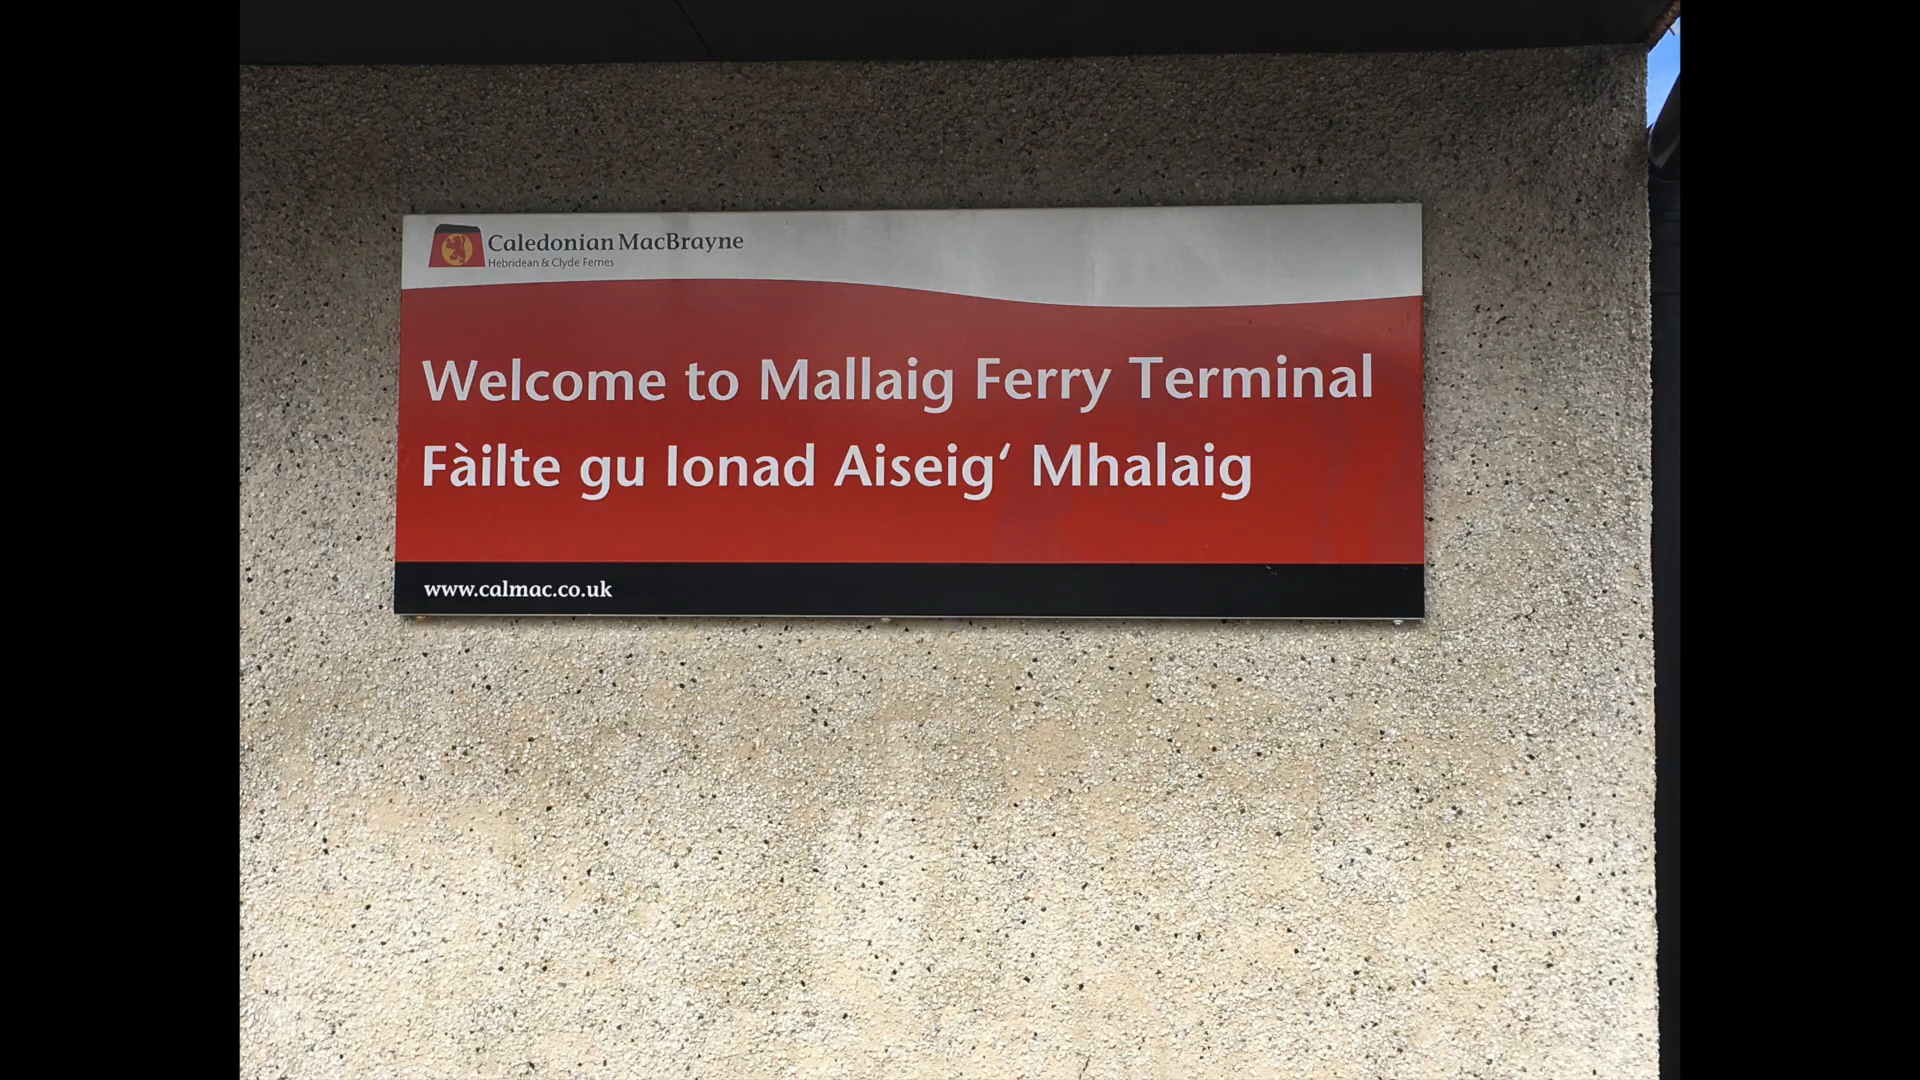 Caledonian MacBrayne
Hebridean & Clyde Ferries
Welcome to Mallaig Ferry Terminal
Fàilte gu Ionad Aiseig‘ Mhalaig
www.calmac.co.uk